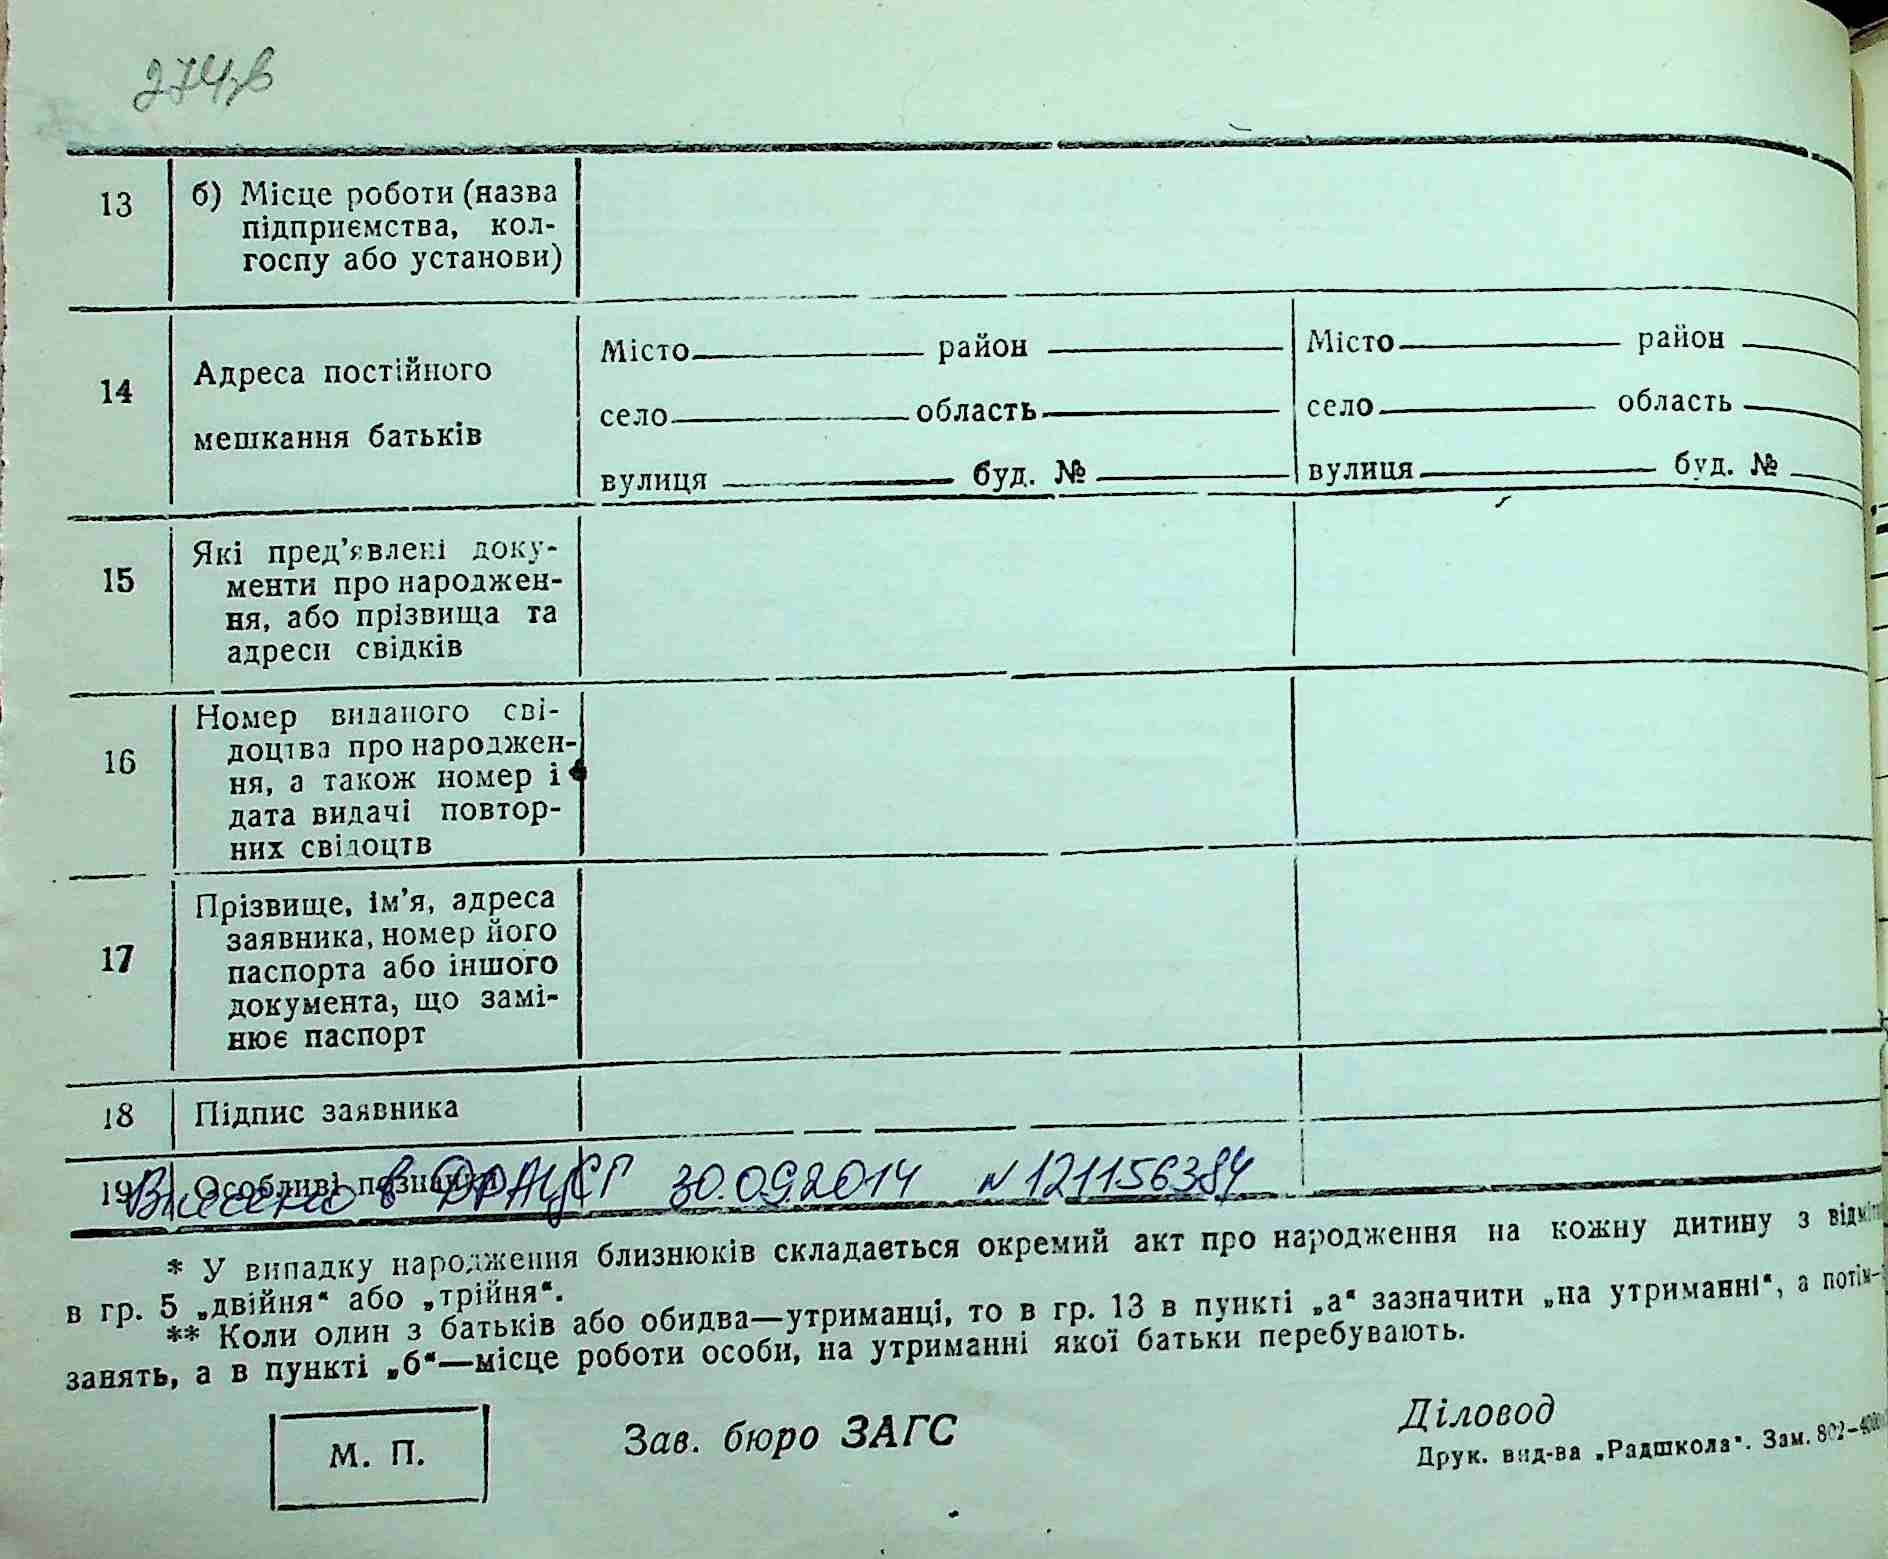 274зв
13 б) Місце роботи (назва
підприємства, кол-
госпу або установи)
14 Адреса постійного
мешкання батьків
Місто район Місто район
село область село область
вулиця буд. № вулиця буд. №
15 Які пред’явлені доку-
менти про народжен-
ня, або прізвища та
адреси свідків
16 Номер виданого сві-
доцтва про народжен-
ня, а також номер і
дата видачі повтор-
них свідоцтв
17 Прізвище, ім’я, адреса
заявника, номер його
паспорта або іншого
документа, що замі-
нює паспорт
18 Підпис заявника
19 Особливі позначки
Внесено в ДРАЦСГ 30.09.2014 N 121156384
* У випадку народження близнюків складається окремий акт про народження на кожну дитину з відміт
в гр. 5 „двійня“ або „трійня“.
** Коли один з батьків або обидва—утриманці, то в гр. 13 в пункті „а“ зазначити „на утриманні“, а потім—
занять, а в пункті „б“—місце роботи особи, на утриманні якої батьки перебувають.
М. П.
Зав. бюро ЗАГС
Діловод
Друк. вид-ва „Радшкола“. Зам. 802—